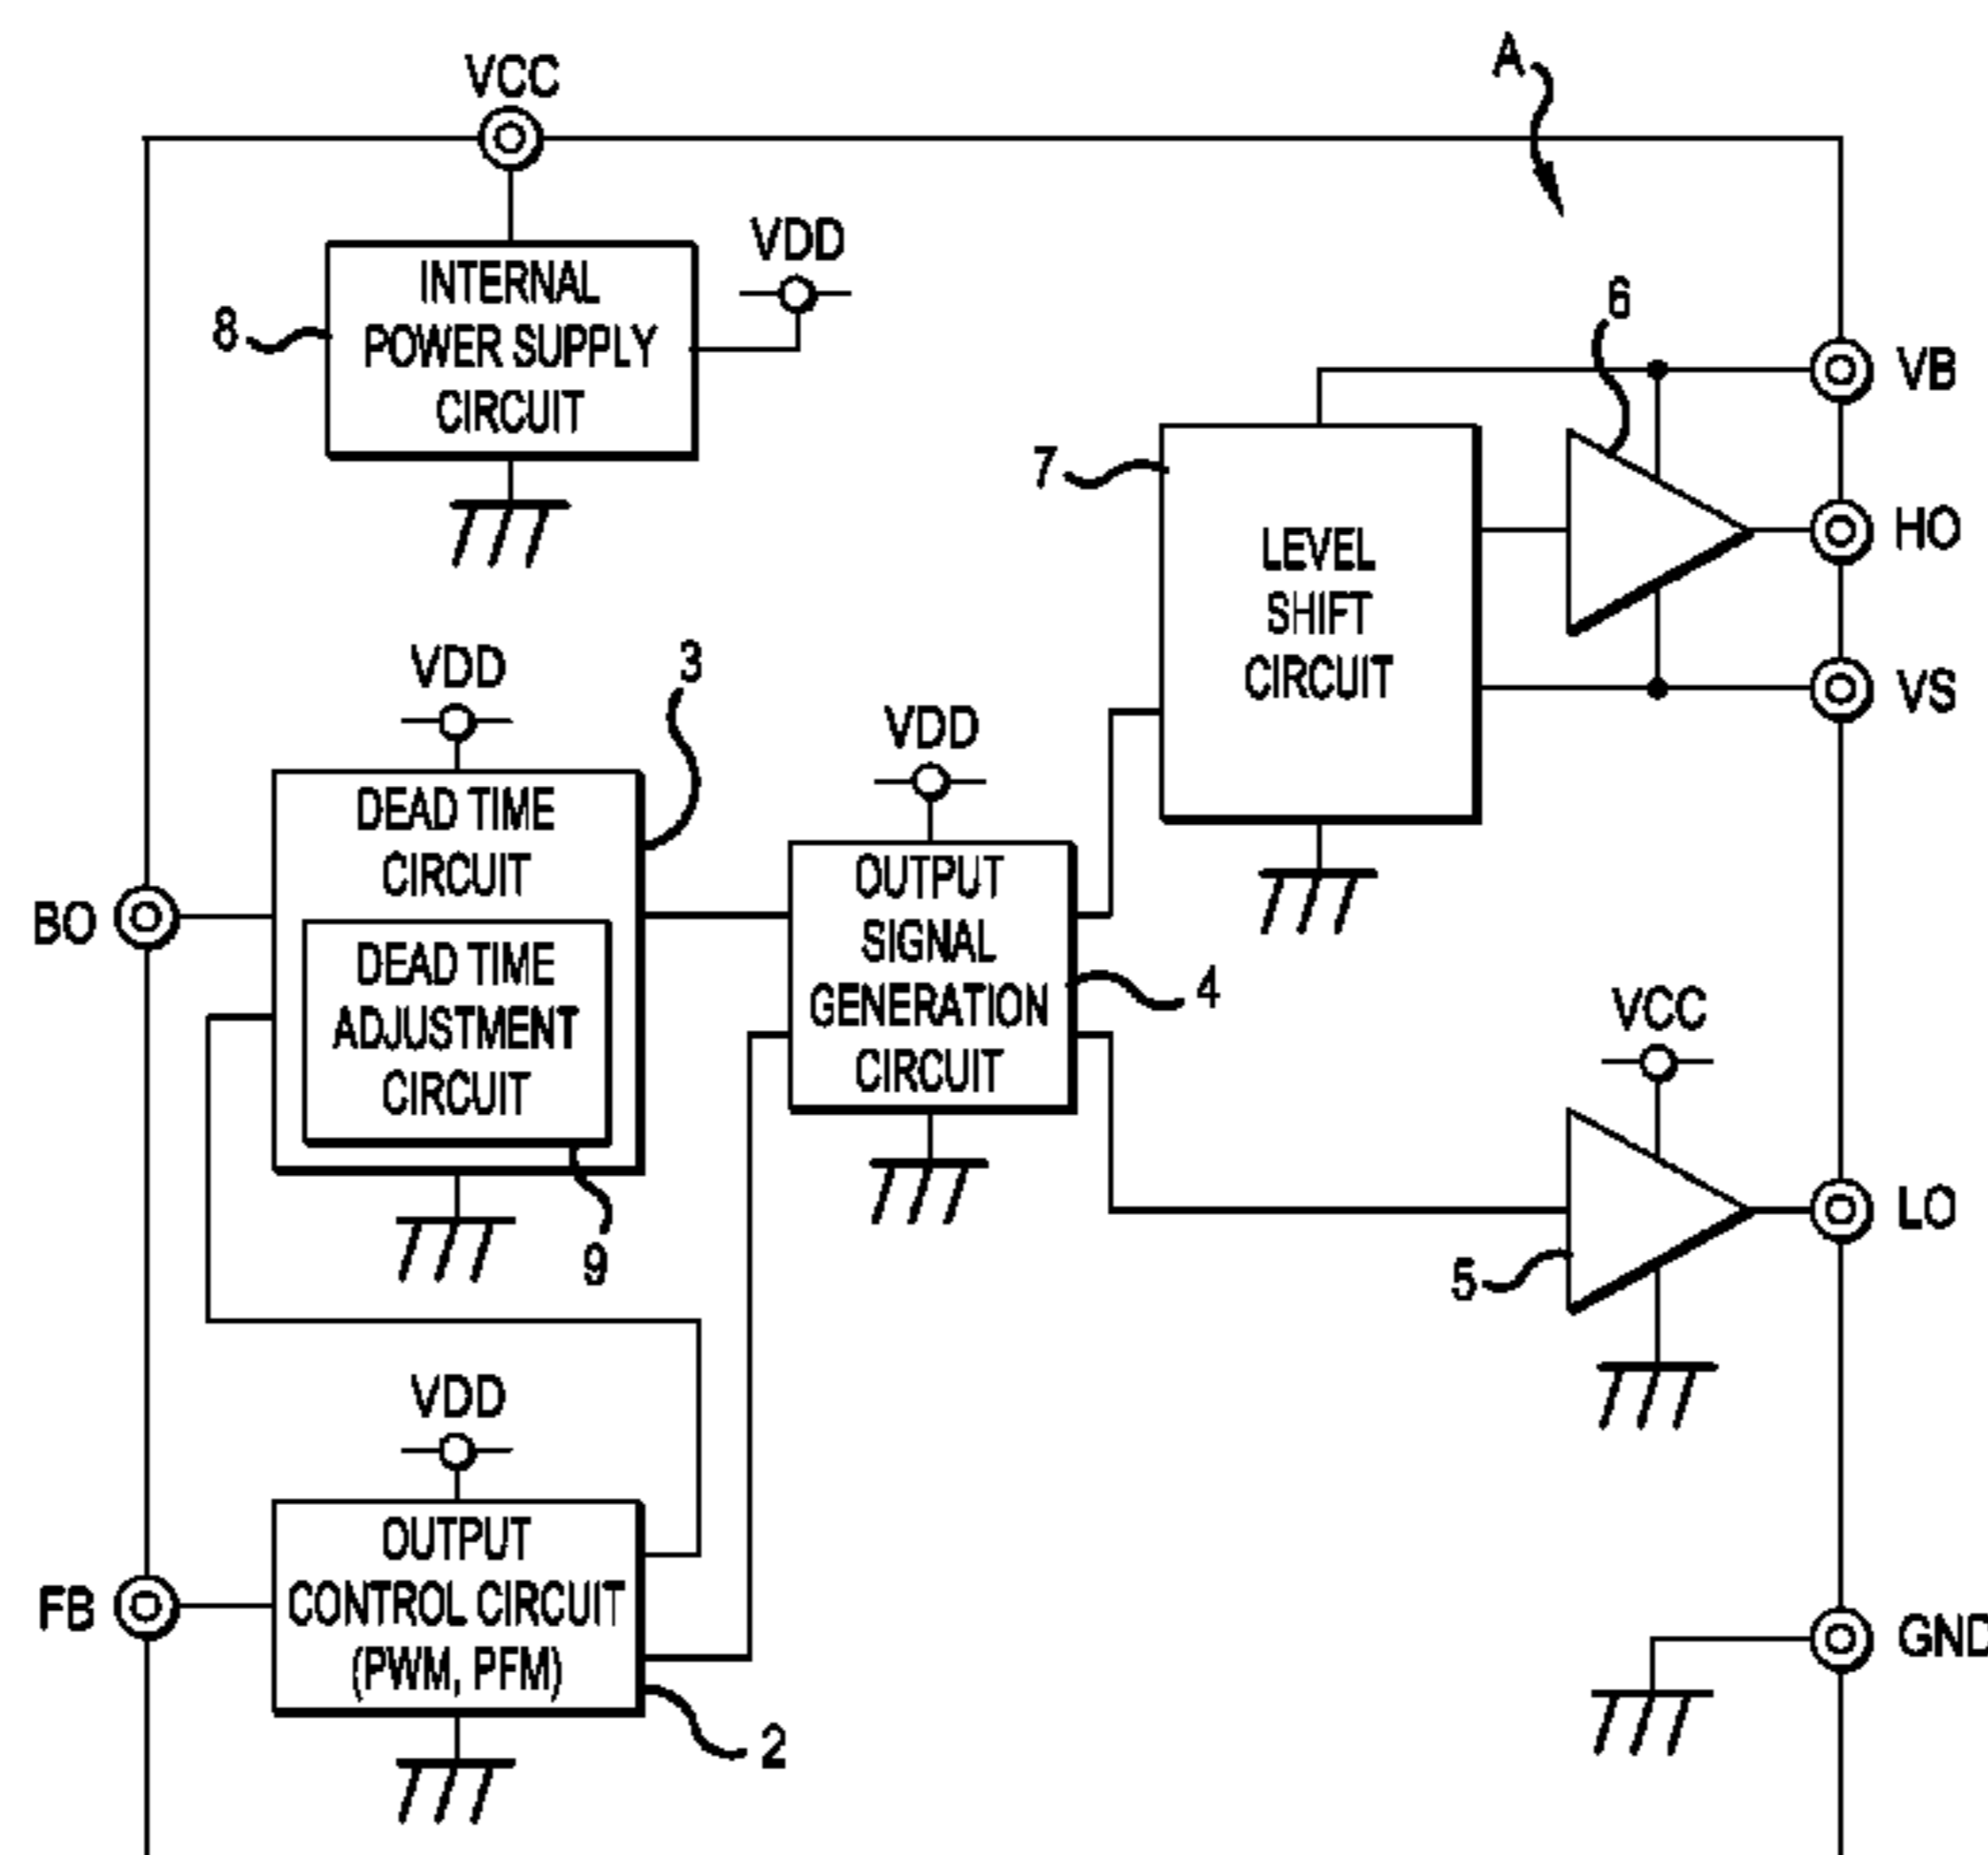 VCC
A
VDD
INTERNAL
POWER SUPPLY
CIRCUIT
8
6
VB
7
LEVEL
SHIFT
CIRCUIT
HO
VS
VDD
3
VDD
DEAD TIME
CIRCUIT
DEAD TIME
ADJUSTMENT
CIRCUIT
BO
OUTPUT
SIGNAL
GENERATION
CIRCUIT
4
VCC
9
5
LO
VDD
OUTPUT
CONTROL CIRCUIT
(PWM, PFM)
FB
2
GND